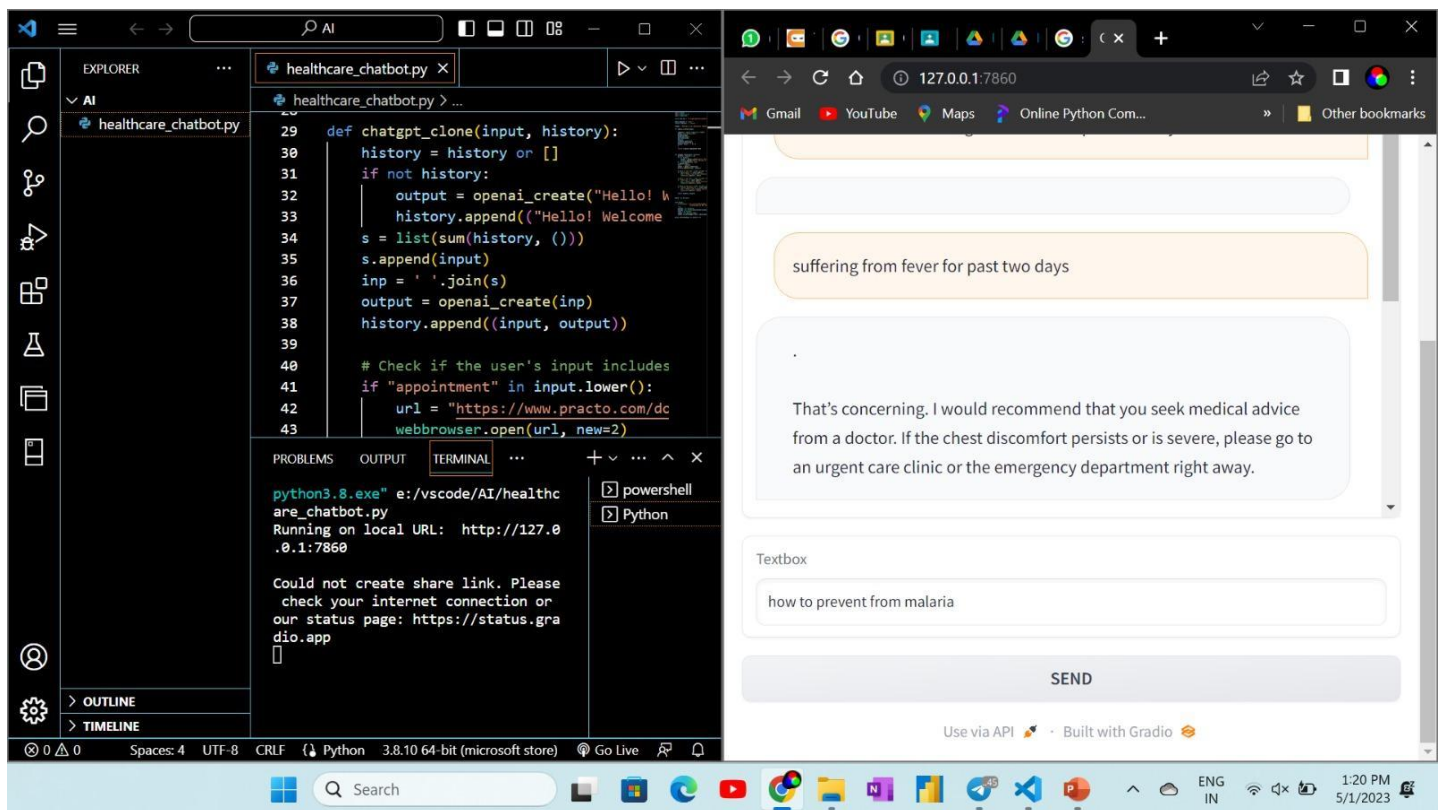 AI
EXPLORER
AI
healthcare_chatbot.py
OUTLINE
TIMELINE
healthcare_chatbot.py
healthcare_chatbot.py > ...
29 def chatgpt_clone(input, history):
30 history = history or []
31 if not history:
32 output = openai_create("Hello! W
33 history.append(("Hello! Welcome
34 s = list(sum(history, ()))
35 s.append(input)
36 inp = ' '.join(s)
37 output = openai_create(inp)
38 history.append((input, output))
39
40 # Check if the user's input includes
41 if "appointment" in input.lower():
42 url = "https://www.practo.com/do
43 webbrowser.open(url, new=2)
PROBLEMS OUTPUT TERMINAL ...
python3.8.exe" e:/vscode/AI/healthc
are_chatbot.py
Running on local URL: http://127.0
.0.1:7860
Could not create share link. Please
check your internet connection or
our status page: https://status.gra
dio.app
powershell
Python
0 0 Spaces: 4 UTF-8 CRLF Python 3.8.10 64-bit (microsoft store) Go Live
127.0.0.1:7860
Gmail YouTube Maps Online Python Com... » Other bookmarks
suffering from fever for past two days
.
That's concerning. I would recommend that you seek medical advice
from a doctor. If the chest discomfort persists or is severe, please go to
an urgent care clinic or the emergency department right away.
Textbox
how to prevent from malaria
SEND
Use via API · Built with Gradio
Search
ENG
IN
1:20 PM
5/1/2023